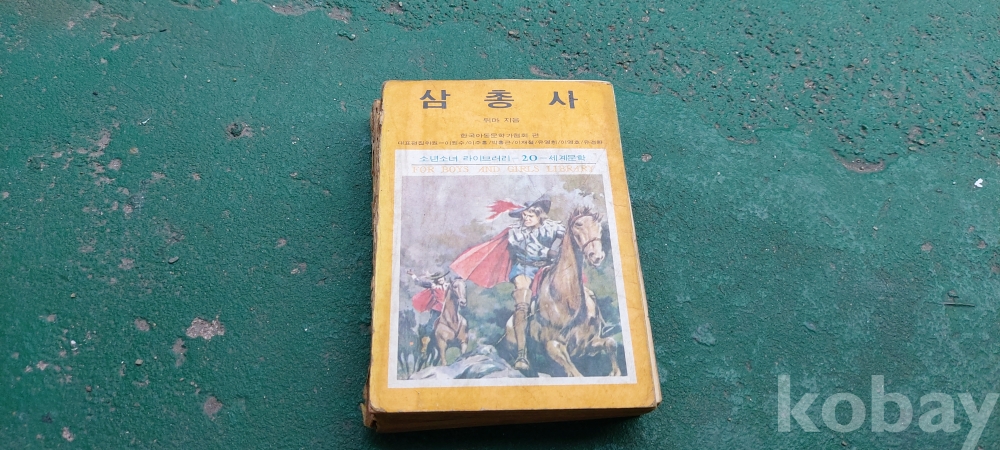 삼총사
뒤마 지음
한국아동문학가협회 편
소년소녀 라이브러리-20-세계문학
FOR BOYS AND GIRLS LIBRARY
kobay